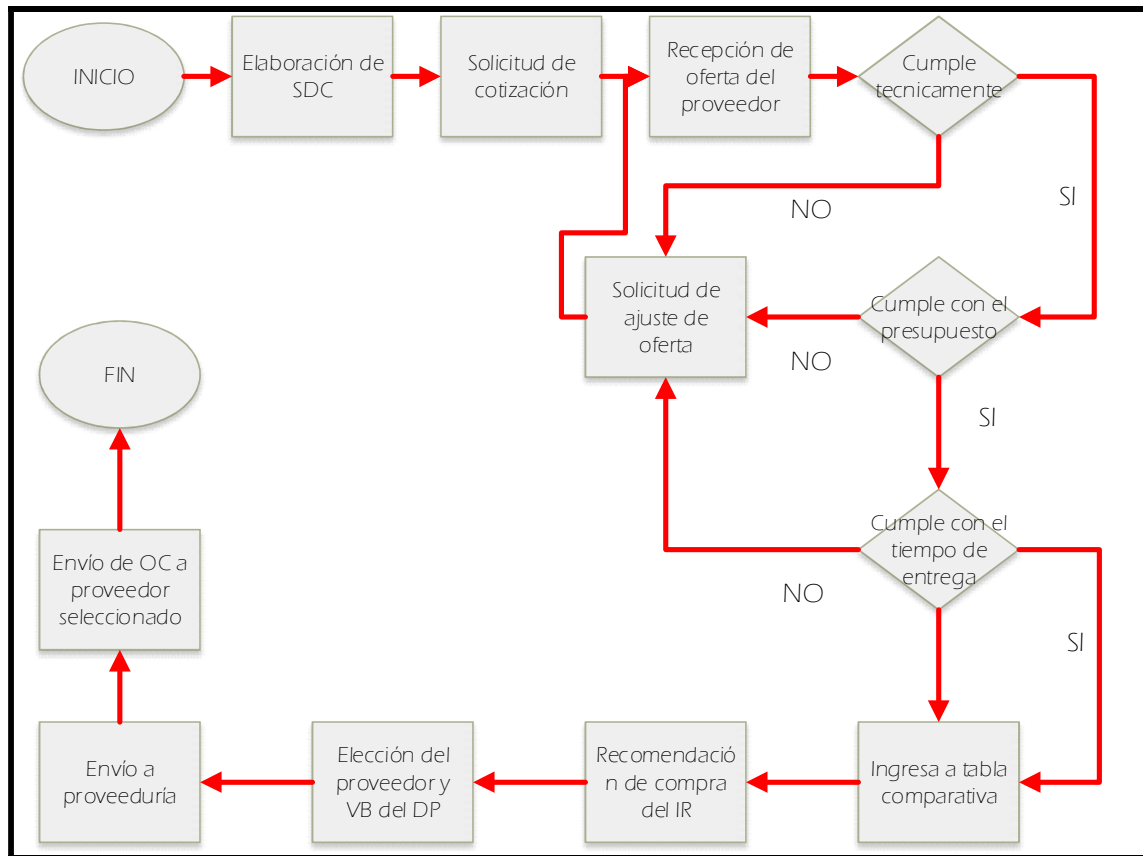 INICIO
Elaboración de
SDC
Solicitud de
cotización
Recepción de
oferta del
proveedor
Cumple
tecnicamente
NO
SI
Solicitud de
ajuste de
oferta
Cumple con el
presupuesto
NO
SI
FIN
Cumple con el
tiempo de
entrega
NO
SI
Envío de OC a
proveedor
seleccionado
Envío a
proveeduría
Elección del
proveedor y
VB del DP
Recomendació
n de compra
del IR
Ingresa a tabla
comparativa